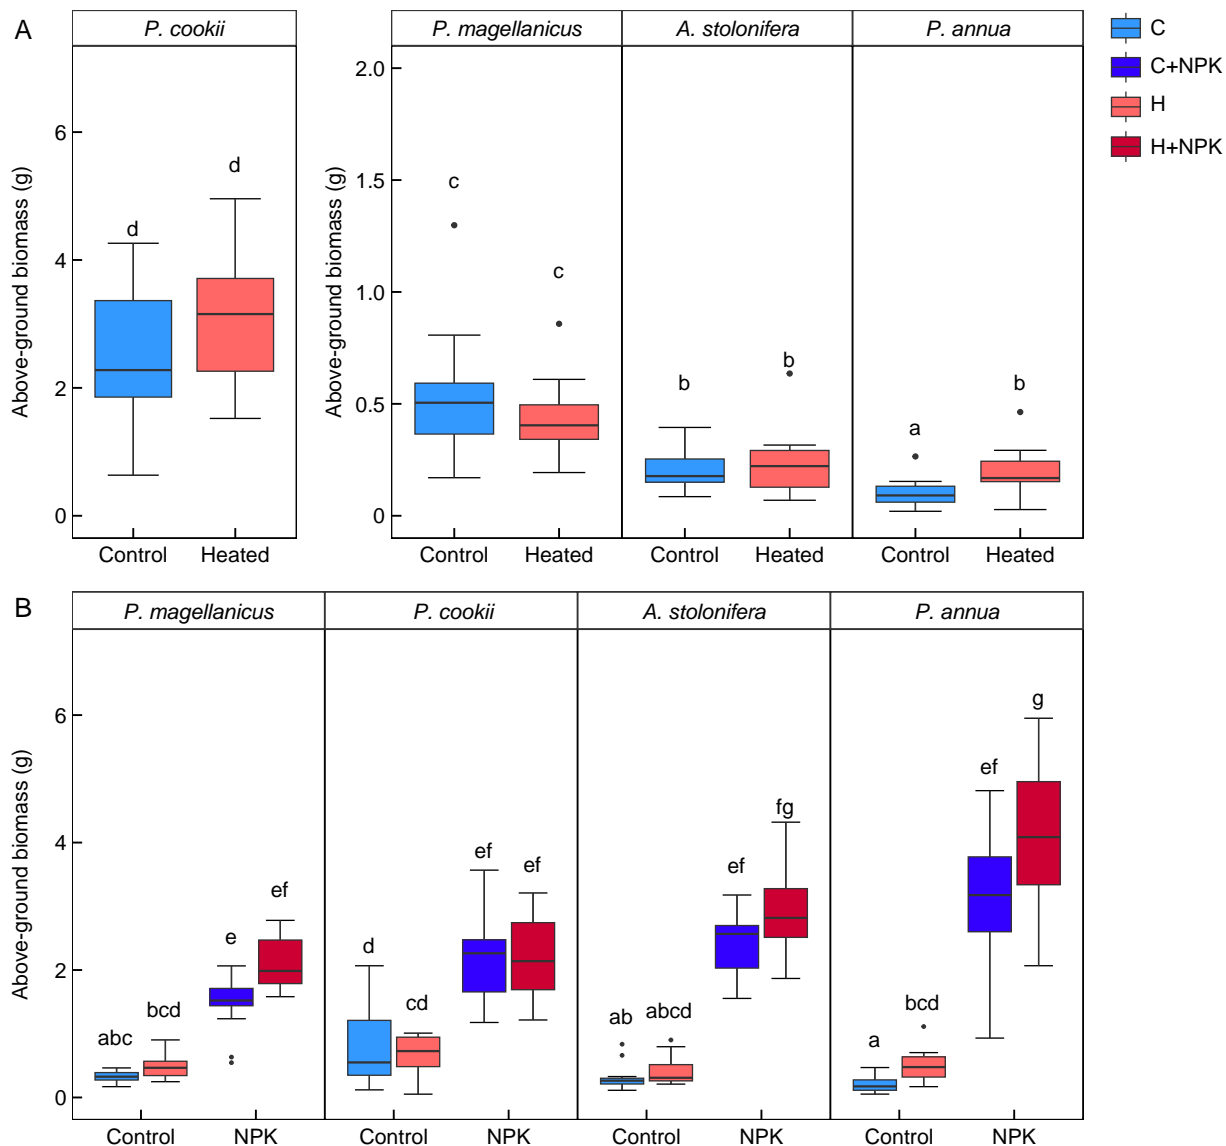 A
P. cookii
P. magellanicus
A. stolonifera
P. annua
C
C+NPK
H
H+NPK
Above-ground biomass (g)
6
4
2
0
d
d
Control
Heated
Above-ground biomass (g)
2.0
1.5
1.0
0.5
0
c
c
Control
Heated
b
b
Control
Heated
a
b
Control
Heated
B
P. magellanicus
P. cookii
A. stolonifera
P. annua
Above-ground biomass (g)
6
4
2
0
abc
bcd
e
ef
Control
NPK
d
cd
ef
ef
Control
NPK
ab
abcd
ef
fg
Control
NPK
a
bcd
ef
g
Control
NPK